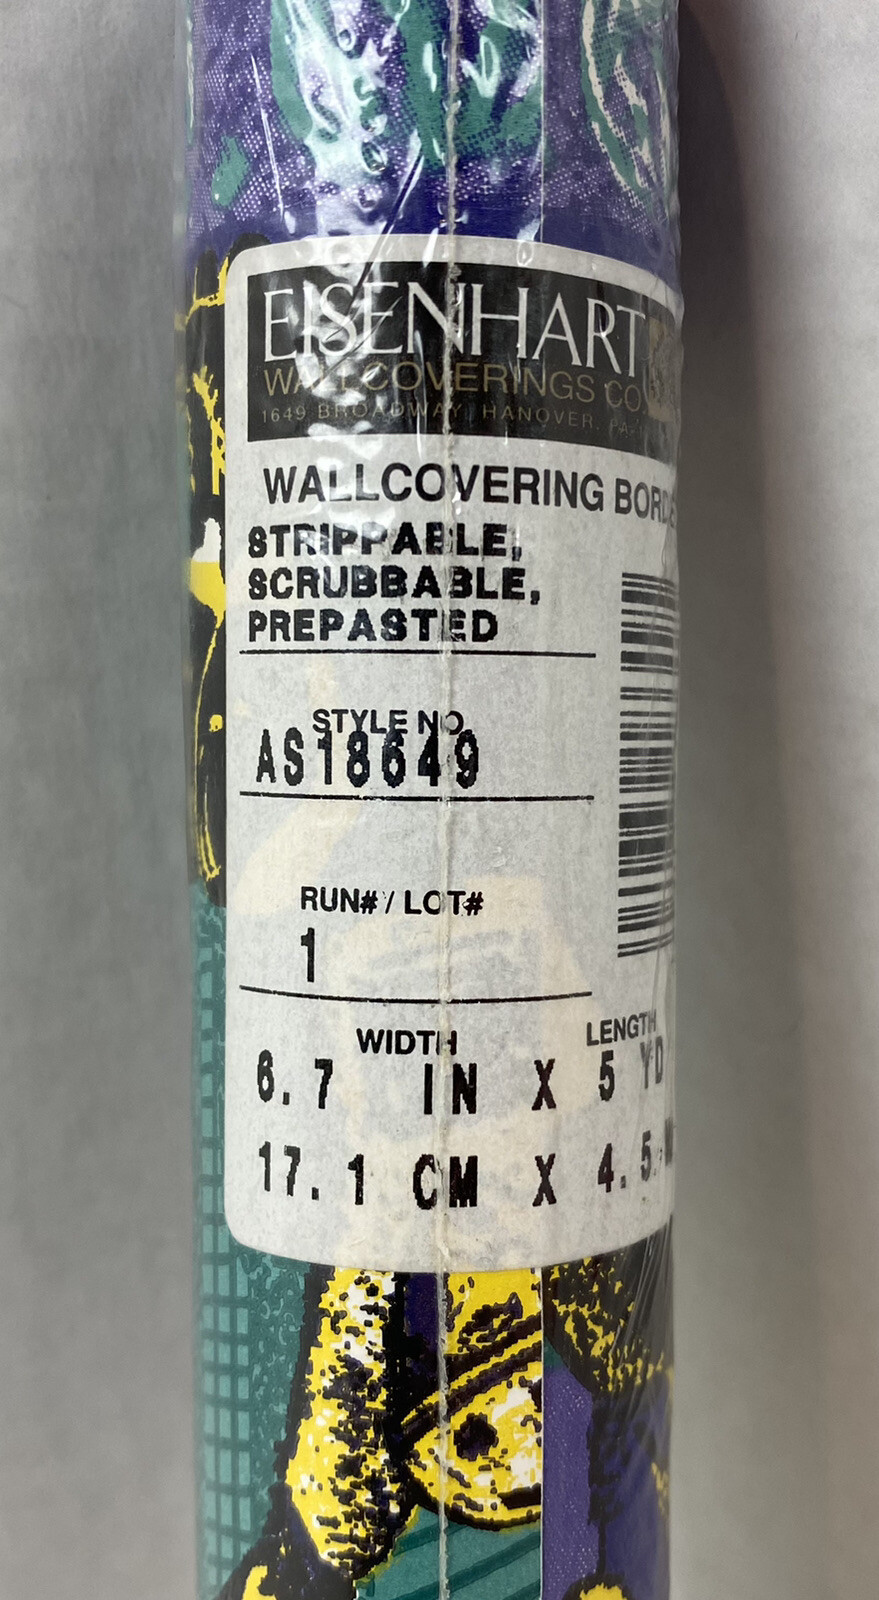 EISENHART
WALLCOVERINGS CO.
1649 BROADWAY, HANOVER, PA
WALLCOVERING BORDE
STRIPPABLE,
SCRUBBABLE,
PREPASTED
STYLE NO
AS18649
RUN# / LOT#
1
WIDTH LENGTH
6.7 IN X 5 YD
17.1 CM X 4.5